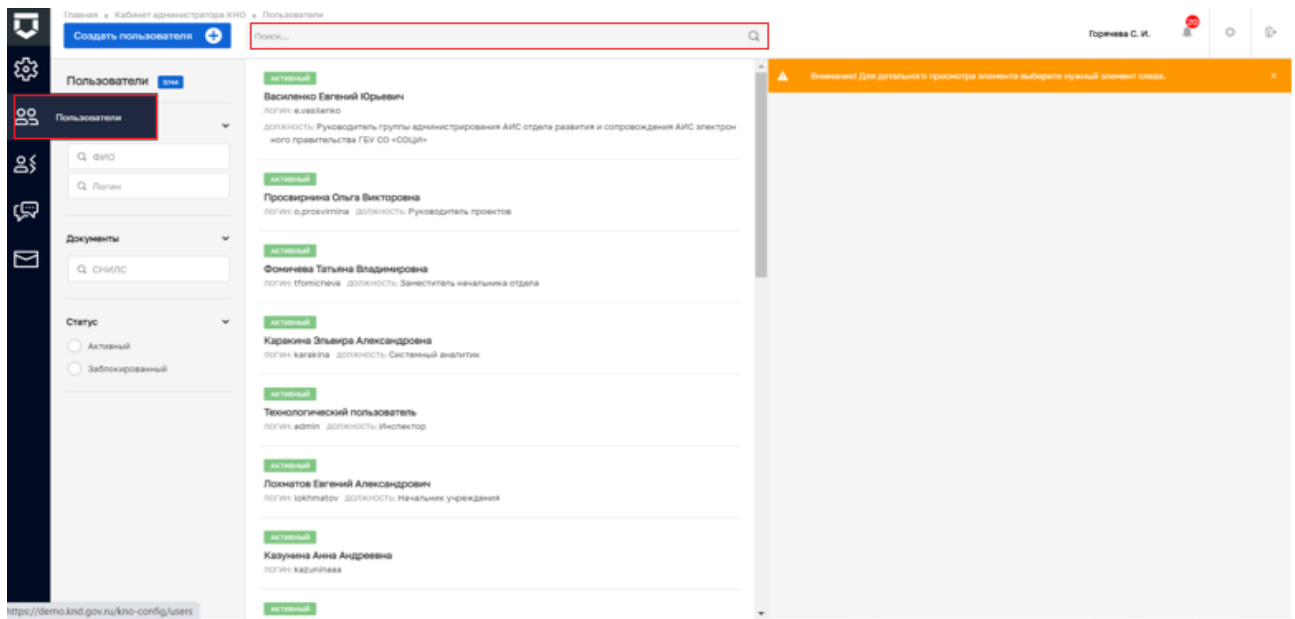 Главная Кабинет администратора КНО Пользователи
Создать пользователя
Поиск...
Горячева С. И.
20
Пользователи
Пользователи
ФИО
Логин
Документы
СНИЛС
Статус
Активный
Заблокированный
АКТИВНЫЙ
Василенко Евгений Юрьевич
логин: e.vasilenko
должность: Руководитель группы администрирования АИС отдела развития и сопровождения АИС электрон
ного правительства ГБУ СО «СОЦИ»
АКТИВНЫЙ
Просвирнина Ольга Викторовна
логин: o.prosvirnina должность: Руководитель проектов
АКТИВНЫЙ
Фомичева Татьяна Владимировна
логин: tfomicheva должность: Заместитель начальника отдела
АКТИВНЫЙ
Каракина Эльвира Александровна
логин: karakina должность: Системный аналитик
АКТИВНЫЙ
Технологический пользователь
логин: admin должность: Инспектор
АКТИВНЫЙ
Лохматов Евгений Александрович
логин: lokhmatov должность: Начальник учреждения
АКТИВНЫЙ
Казунина Анна Андреевна
логин: kazuninaaa
АКТИВНЫЙ
Внимание! Для детального просмотра элемента выберите нужный элемент слева.
https://demo.knd.gov.ru/kno-config/users